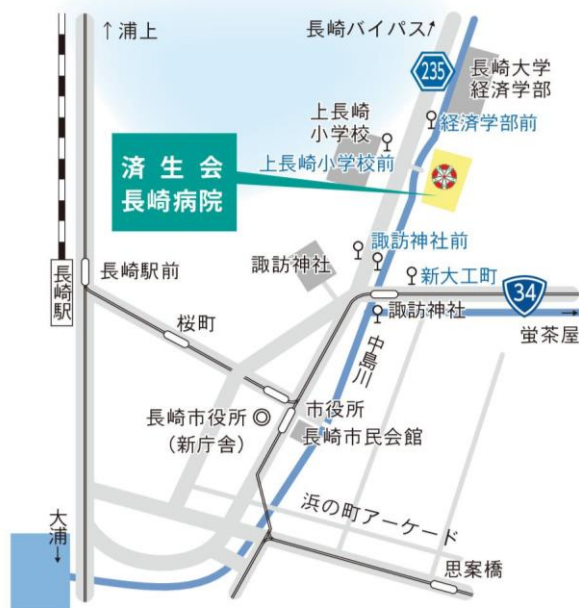 ↑浦上
長崎バイパス↑
235
長崎大学
経済学部
上長崎
小学校
経済学部前
上長崎小学校前
済生会
長崎病院
諏訪神社前
諏訪神社
新大工町
34
長崎駅前
長崎駅
諏訪神社
桜町
蛍茶屋
→
中島川
市役所
長崎市役所◎
(新庁舎)
長崎市民会館
浜の町アーケード
大浦
↓
思案橋